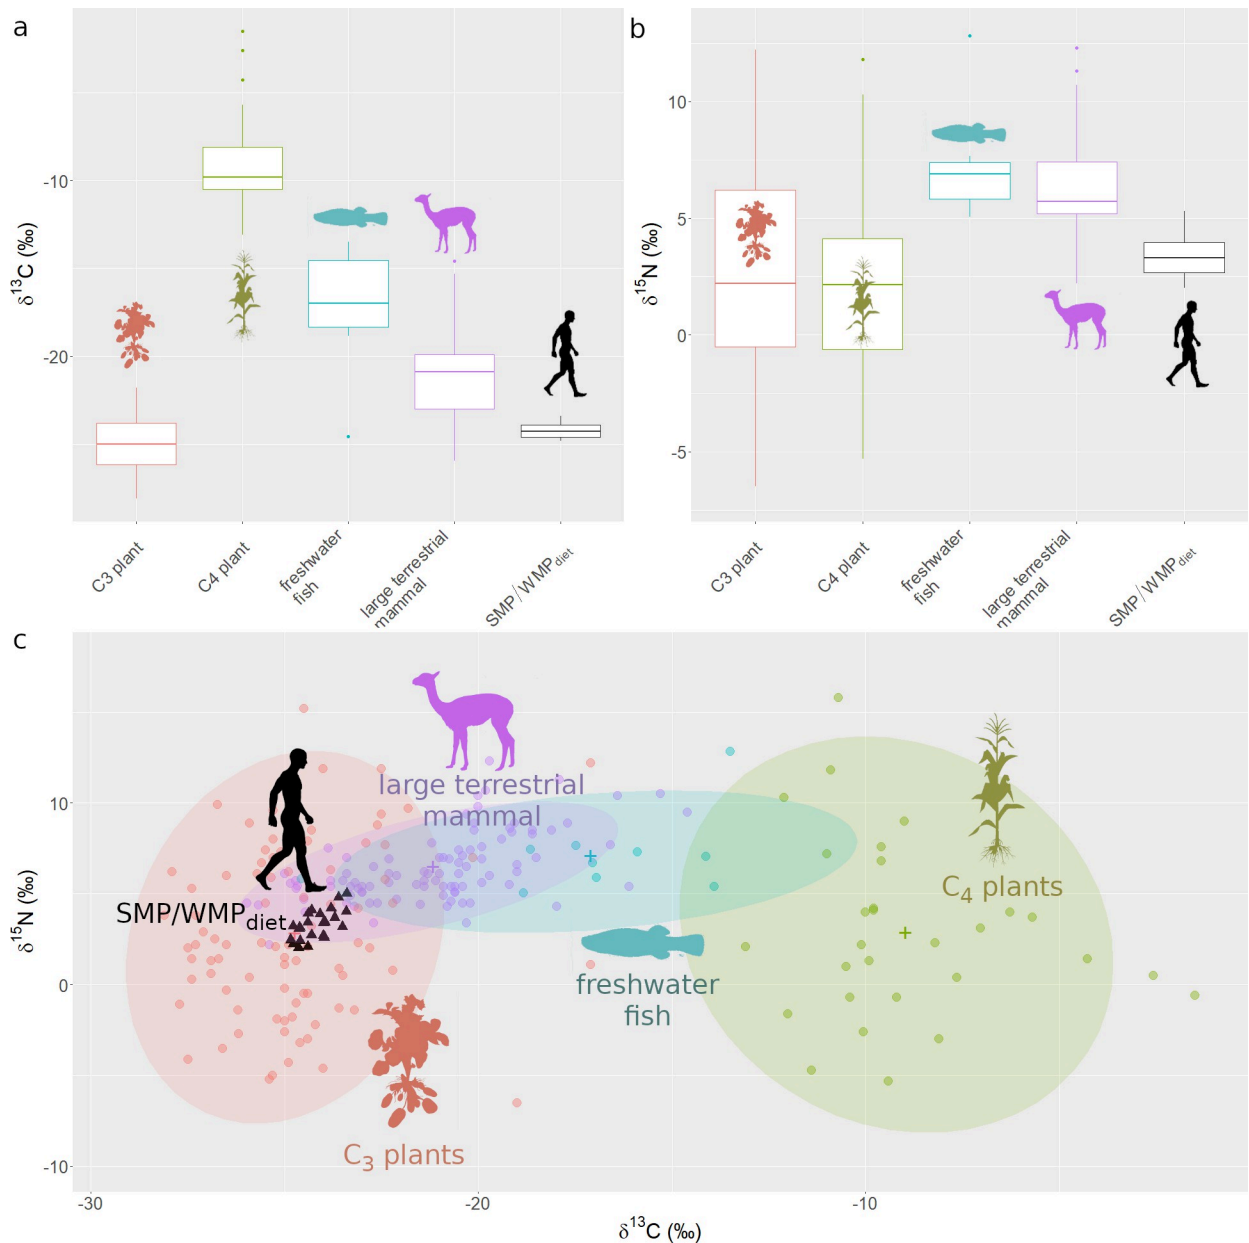 a
δ13C (‰)
-10
-20
C3 plant
C4 plant
freshwater
fish
large terrestrial
mammal
SMP/WMPdiet
b
δ15N (‰)
10
5
0
-5
C3 plant
C4 plant
freshwater
fish
large terrestrial
mammal
SMP/WMPdiet
c
δ15N (‰)
10
0
-10
large terrestrial
mammal
SMP/WMPdiet
C4 plants
freshwater
fish
C3 plants
-30
-20
-10
δ13C (‰)